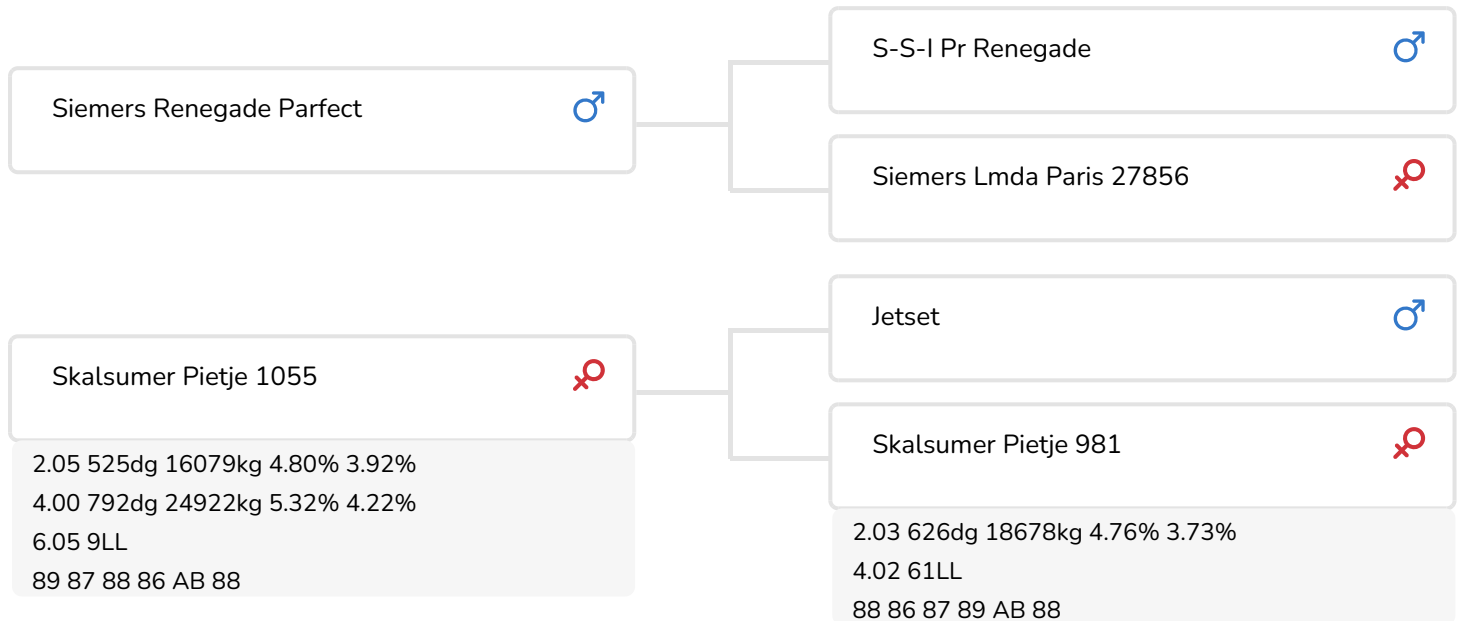 S-S-I Pr Renegade
Siemers Renegade Parfect
Siemers Lmda Paris 27856
Jetset
Skalsumer Pietje 1055
Skalsumer Pietje 981
2.05 525dg 16079kg 4.80% 3.92%
4.00 792dg 24922kg 5.32% 4.22%
6.05 9LL
89 87 88 86 AB 88
2.03 626dg 18678kg 4.76% 3.73%
4.02 61LL
88 86 87 89 AB 88